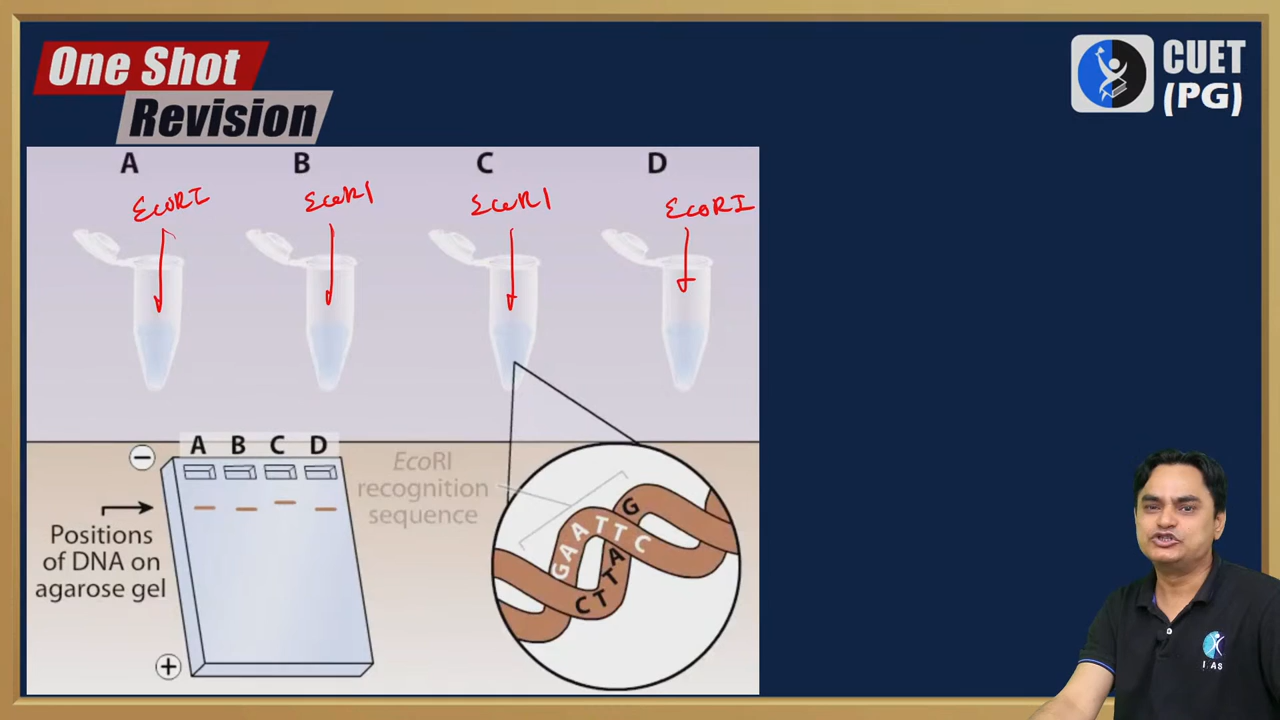 One Shot
Revision
CUET
(PG)
A B C D
EcoRI EcoRI EcoRI EcoRI
A B C D
−
EcoRI
recognition
sequence
Positions
of DNA on
agarose gel
+
GAATTC
CTTAAG